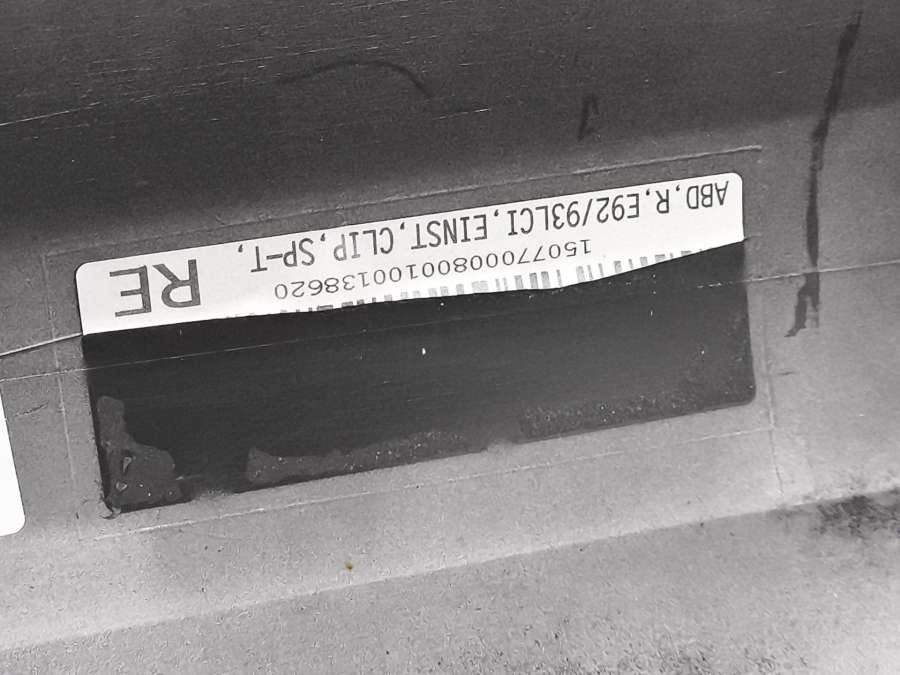 15077000800100138620
ABD,R,E92/93LCI,EINST,CLIP,SP-T,
RE